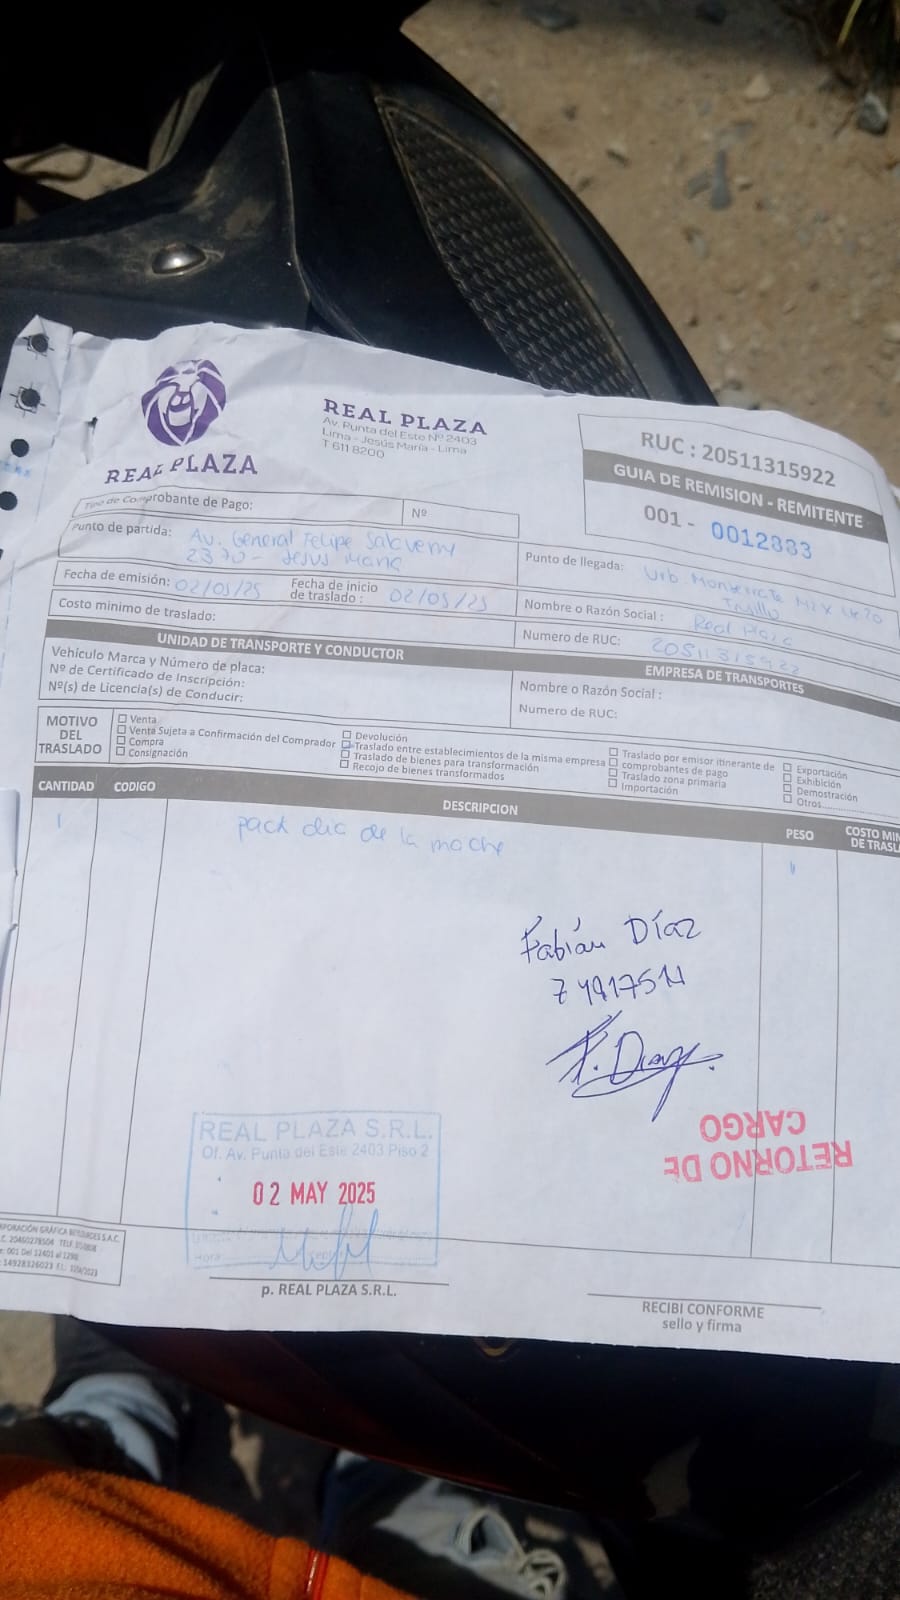 REAL PLAZA
REAL PLAZA
Av. Punta del Este Nº 2403
Lima - Jesús María - Lima
T 611 8200
RUC : 20511315922
GUIA DE REMISION - REMITENTE
001 - 0012883
Tipo de Comprobante de Pago:
Nº
Punto de partida: Av. General Felipe Salaverry
2370 - Jesus Maria
Punto de llegada: Urb. Monserrate
Trujillo
Fecha de emisión: 02/05/25
Fecha de inicio
de traslado : 02/05/25
Nombre o Razón Social : Real Plaza
Costo minimo de traslado:
Numero de RUC: 20511315922
UNIDAD DE TRANSPORTE Y CONDUCTOR
EMPRESA DE TRANSPORTES
Vehículo Marca y Número de placa:
Nº de Certificado de Inscripción:
Nº(s) de Licencia(s) de Conducir:
Nombre o Razón Social :
Numero de RUC:
MOTIVO
DEL
TRASLADO
Venta
Venta Sujeta a Confirmación del Comprador
Compra
Consignación
Devolución
Traslado entre establecimientos de la misma empresa
Traslado de bienes para transformación
Recojo de bienes transformados
Traslado por emisor itinerante de
comprobantes de pago
Traslado zona primaria
Importación
Exportación
Exhibición
Demostración
Otros
CANTIDAD
CODIGO
DESCRIPCION
PESO
COSTO MIN
DE TRASLA
1
pack dia de la madre
1
Fabián Díaz
F. Diaz.
RETORNO DE
CARGO
REAL PLAZA S.R.L.
Of. Av. Punta del Este 2403 Piso 2
02 MAY 2025
Hora
p. REAL PLAZA S.R.L.
RECIBI CONFORME
sello y firma